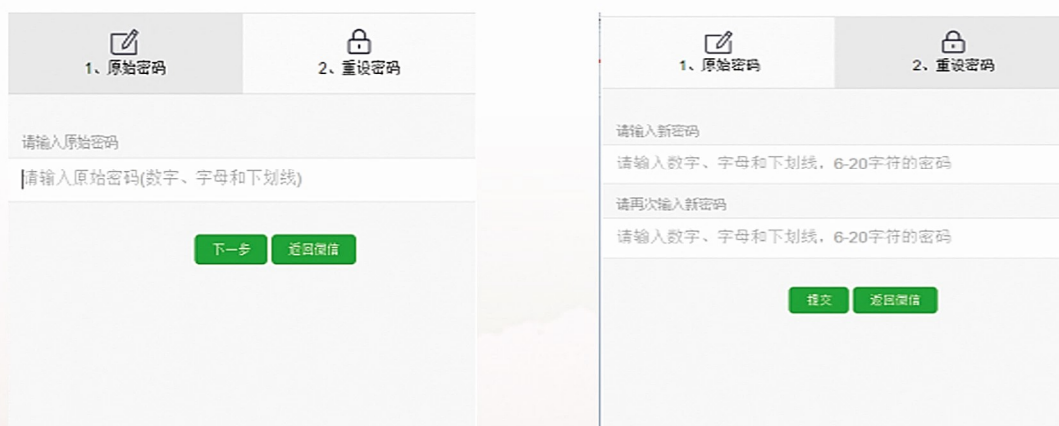 1、原始密码
2、重设密码
请输入原始密码
请输入原始密码(数字、字母和下划线)
下一步
返回微信
1、原始密码
2、重设密码
请输入新密码
请输入数字、字母和下划线，6-20字符的密码
请再次输入新密码
请输入数字、字母和下划线，6-20字符的密码
提交
返回微信